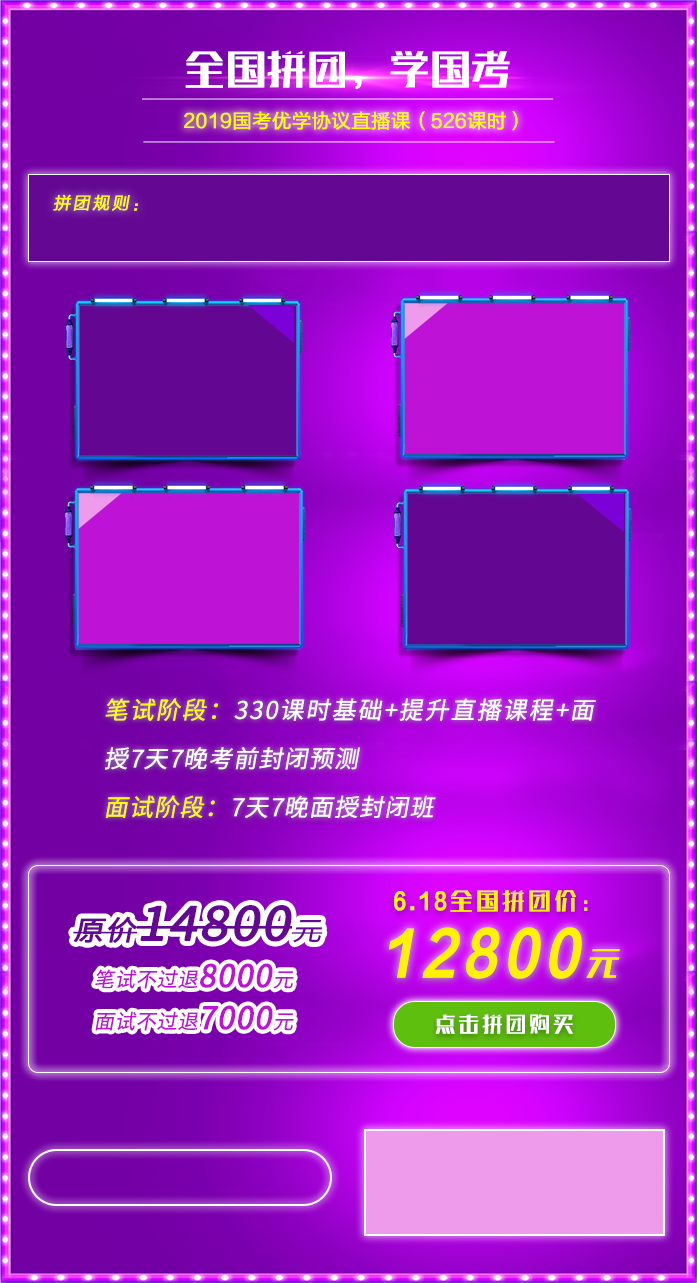 全国拼团，学国考
2019国考优学协议直播课（526课时）
拼团规则：
笔试阶段：330课时基础+提升直播课程+面
授7天7晚考前封闭预测
面试阶段：7天7晚面授封闭班
原价14800元
笔试不过退8000元
面试不过退7000元
6.18全国拼团价：
12800元
点击拼团购买